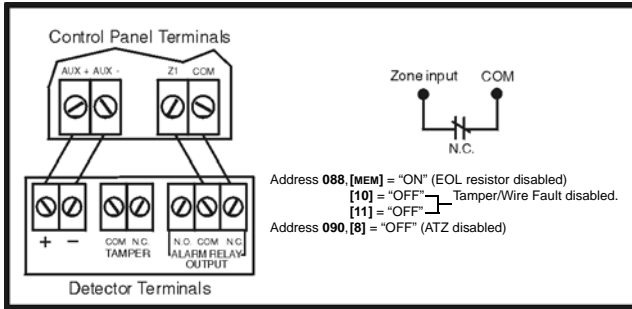 Control Panel Terminals
AUX + AUX - Z1 COM
Zone input COM
N.C.
Address 088, [MEM] = “ON” (EOL resistor disabled)
[10] = “OFF” Tamper/Wire Fault disabled.
[11] = “OFF”
Address 090, [8] = “OFF” (ATZ disabled)
+ - COM N.C. N.O. COM N.C.
TAMPER ALARM RELAY
OUTPUT
Detector Terminals